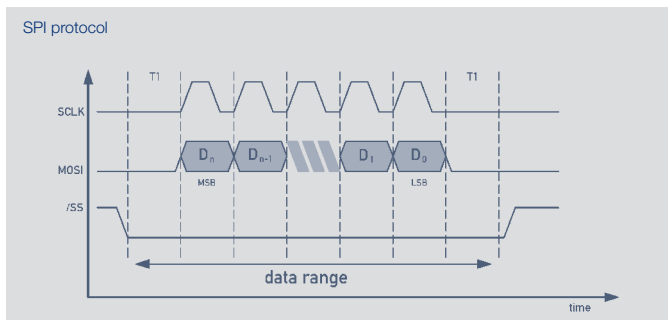 SPI protocol
T1 T1
SCLK
MOSI
Dn Dn-1 D1 D0
MSB LSB
/SS
data range
time